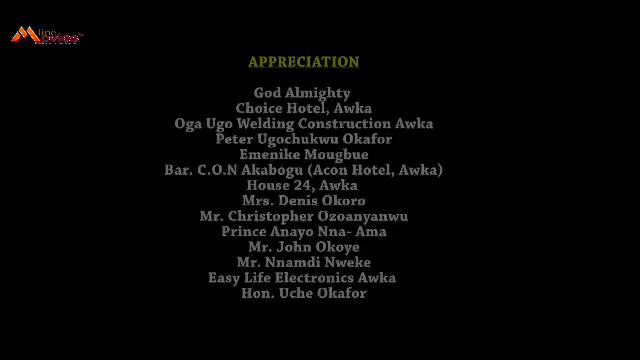 APPRECIATION
God Almighty
Choice Hotel, Awka
Oga Ugo Welding Construction Awka
Peter Ugochukwu Okafor
Emenike Mougbue
Bar. C.O.N Akabogu (Acon Hotel, Awka)
House 24, Awka
Mrs. Denis Okoro
Mr. Christopher Ozoanyanwu
Prince Anayo Nna- Ama
Mr. John Okoye
Mr. Nnamdi Nweke
Easy Life Electronics Awka
Hon. Uche Okafor